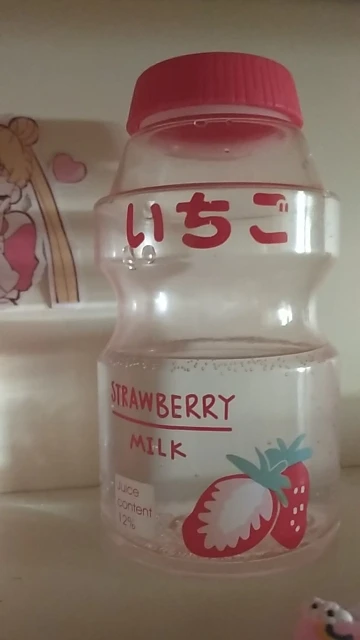 いちご
STRAWBERRY
MILK
Juice
content
12%